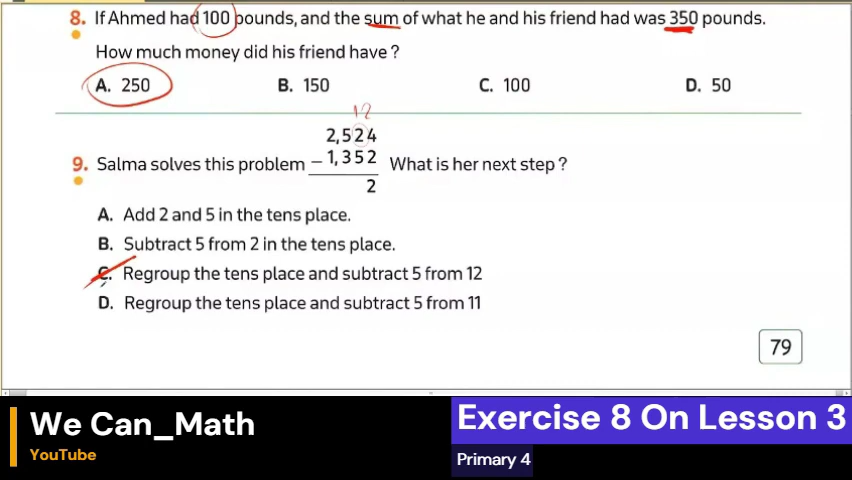 8. If Ahmed had 100 pounds, and the sum of what he and his friend had was 350 pounds.
How much money did his friend have ?
A. 250 B. 150 C. 100 D. 50
12
2,524
9. Salma solves this problem − 1,352 What is her next step ?
2
A. Add 2 and 5 in the tens place.
B. Subtract 5 from 2 in the tens place.
C. Regroup the tens place and subtract 5 from 12
D. Regroup the tens place and subtract 5 from 11
79
We Can_Math
YouTube
Exercise 8 On Lesson 3
Primary 4